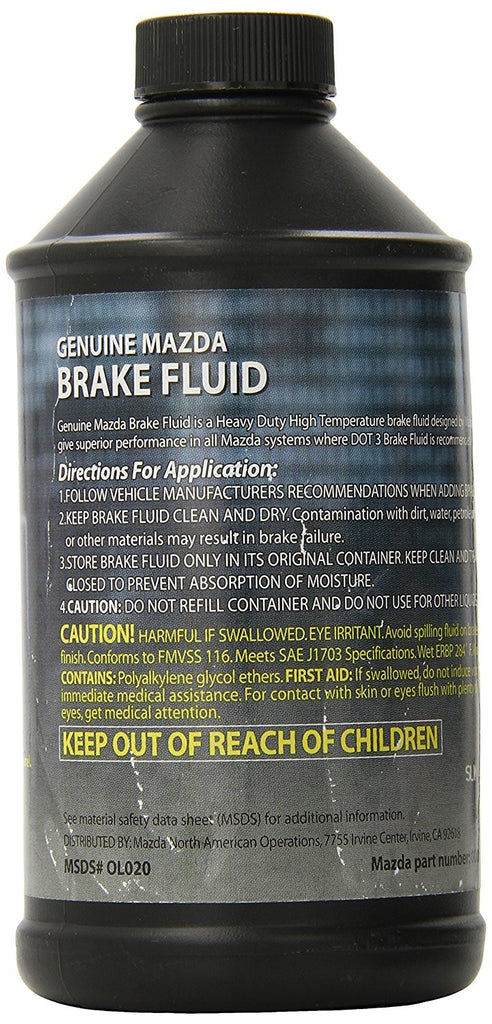 GENUINE MAZDA
BRAKE FLUID
Genuine Mazda Brake Fluid is a Heavy Duty High Temperature brake fluid designed
give superior performance in all Mazda systems where DOT 3 Brake Fluid is
Directions For Application:
1.FOLLOW VEHICLE MANUFACTURERS RECOMMENDATIONS WHEN ADDING
2.KEEP BRAKE FLUID CLEAN AND DRY. Contamination with dirt, water,
or other materials may result in brake failure.
3.STORE BRAKE FLUID ONLY IN ITS ORIGINAL CONTAINER. KEEP CLEAN AND
CLOSED TO PREVENT ABSORPTION OF MOISTURE.
4.CAUTION: DO NOT REFILL CONTAINER AND DO NOT USE FOR OTHER
CAUTION! HARMFUL IF SWALLOWED. EYE IRRITANT. Avoid spilling fluid on
finish. Conforms to FMVSS 116. Meets SAE J1703 Specifications. Wet ERBP 284° F.
CONTAINS: Polyalkylene glycol ethers. FIRST AID: If swallowed, do not induce
immediate medical assistance. For contact with skin or eyes flush with plenty
eyes, get medical attention.
KEEP OUT OF REACH OF CHILDREN
See material safety data sheet (MSDS) for additional information.
DISTRIBUTED BY: Mazda North American Operations, 7755 Irvine Center, Irvine, CA 92618
MSDS# OL020 Mazda part number: